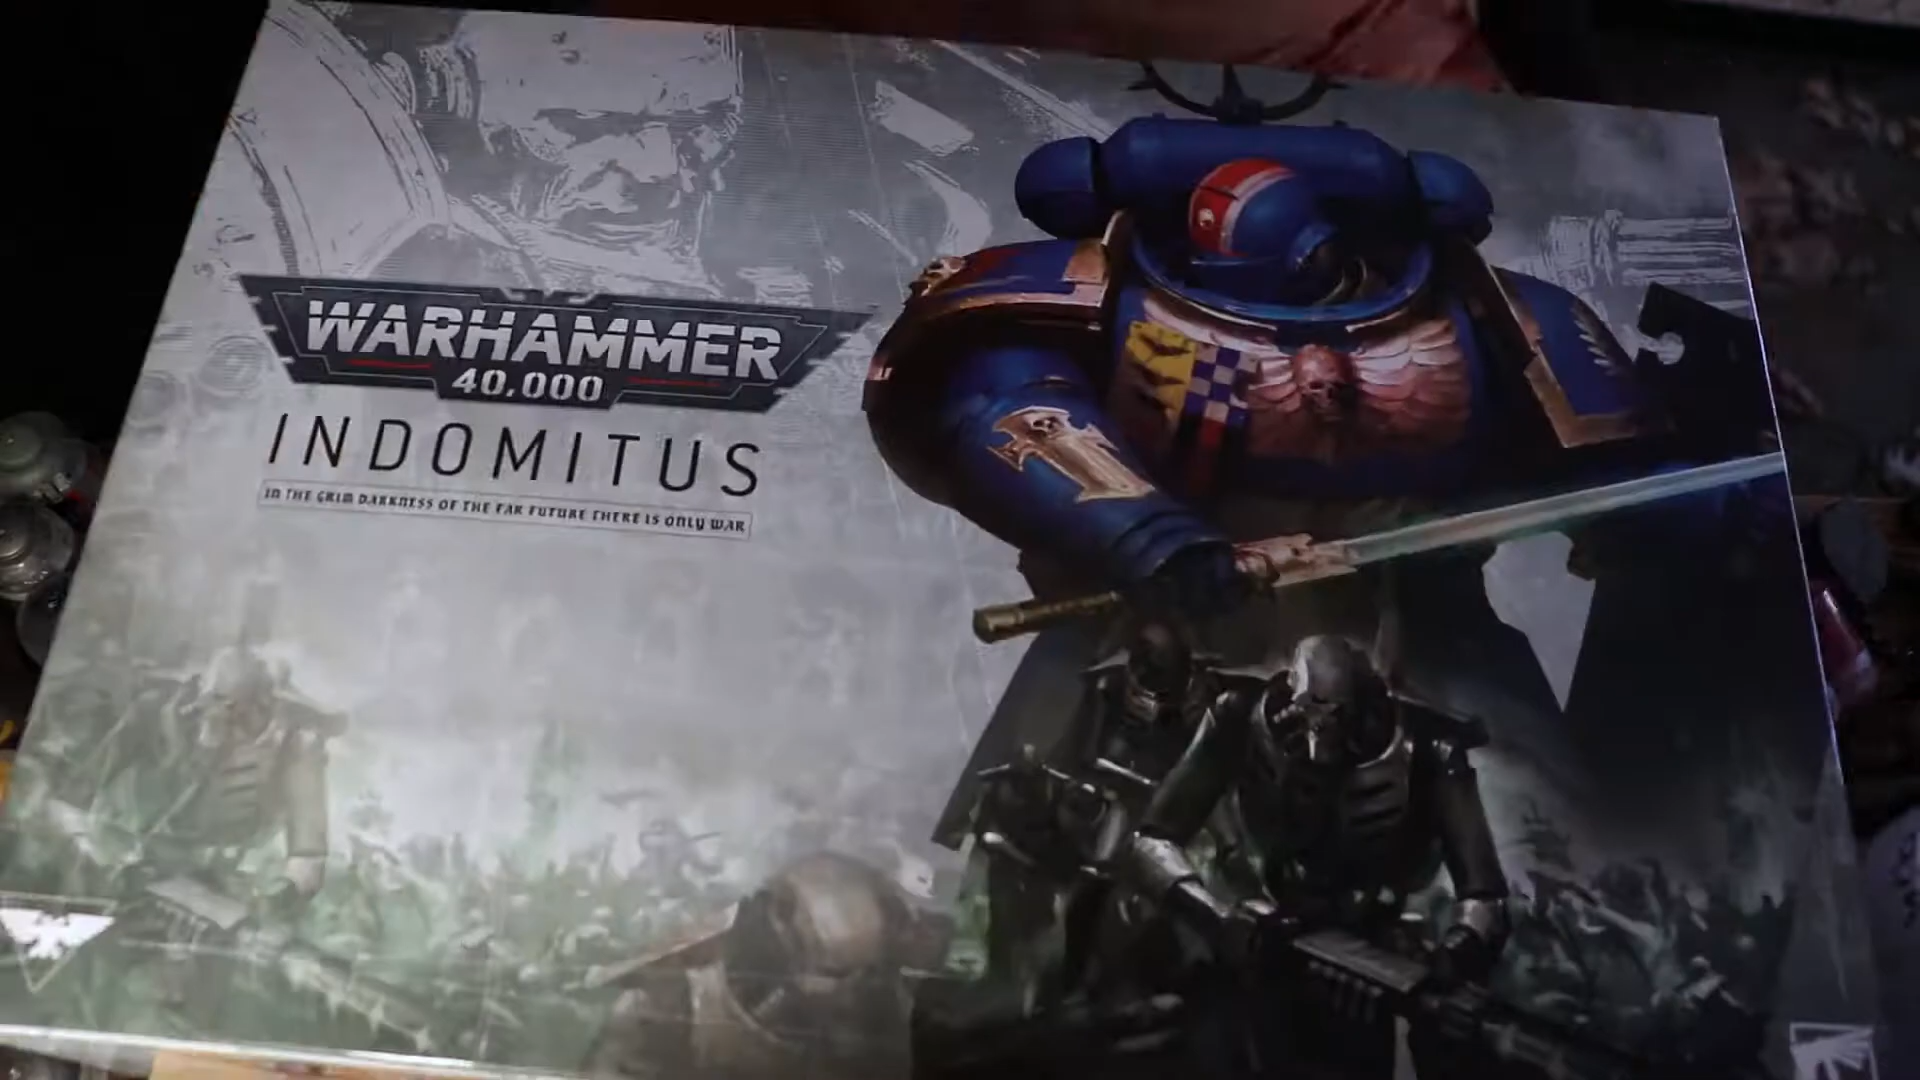 WARHAMMER
40,000
INDOMITUS
IN THE GRIM DARKNESS OF THE FAR FUTURE THERE IS ONLY WAR